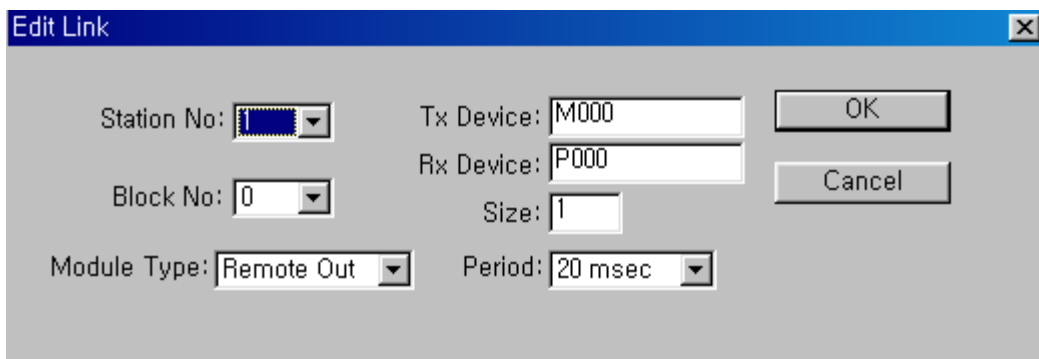 Edit Link
Station No: 1
Tx Device: M000
OK
Rx Device: P000
Cancel
Block No: 0
Size: 1
Module Type: Remote Out
Period: 20 msec